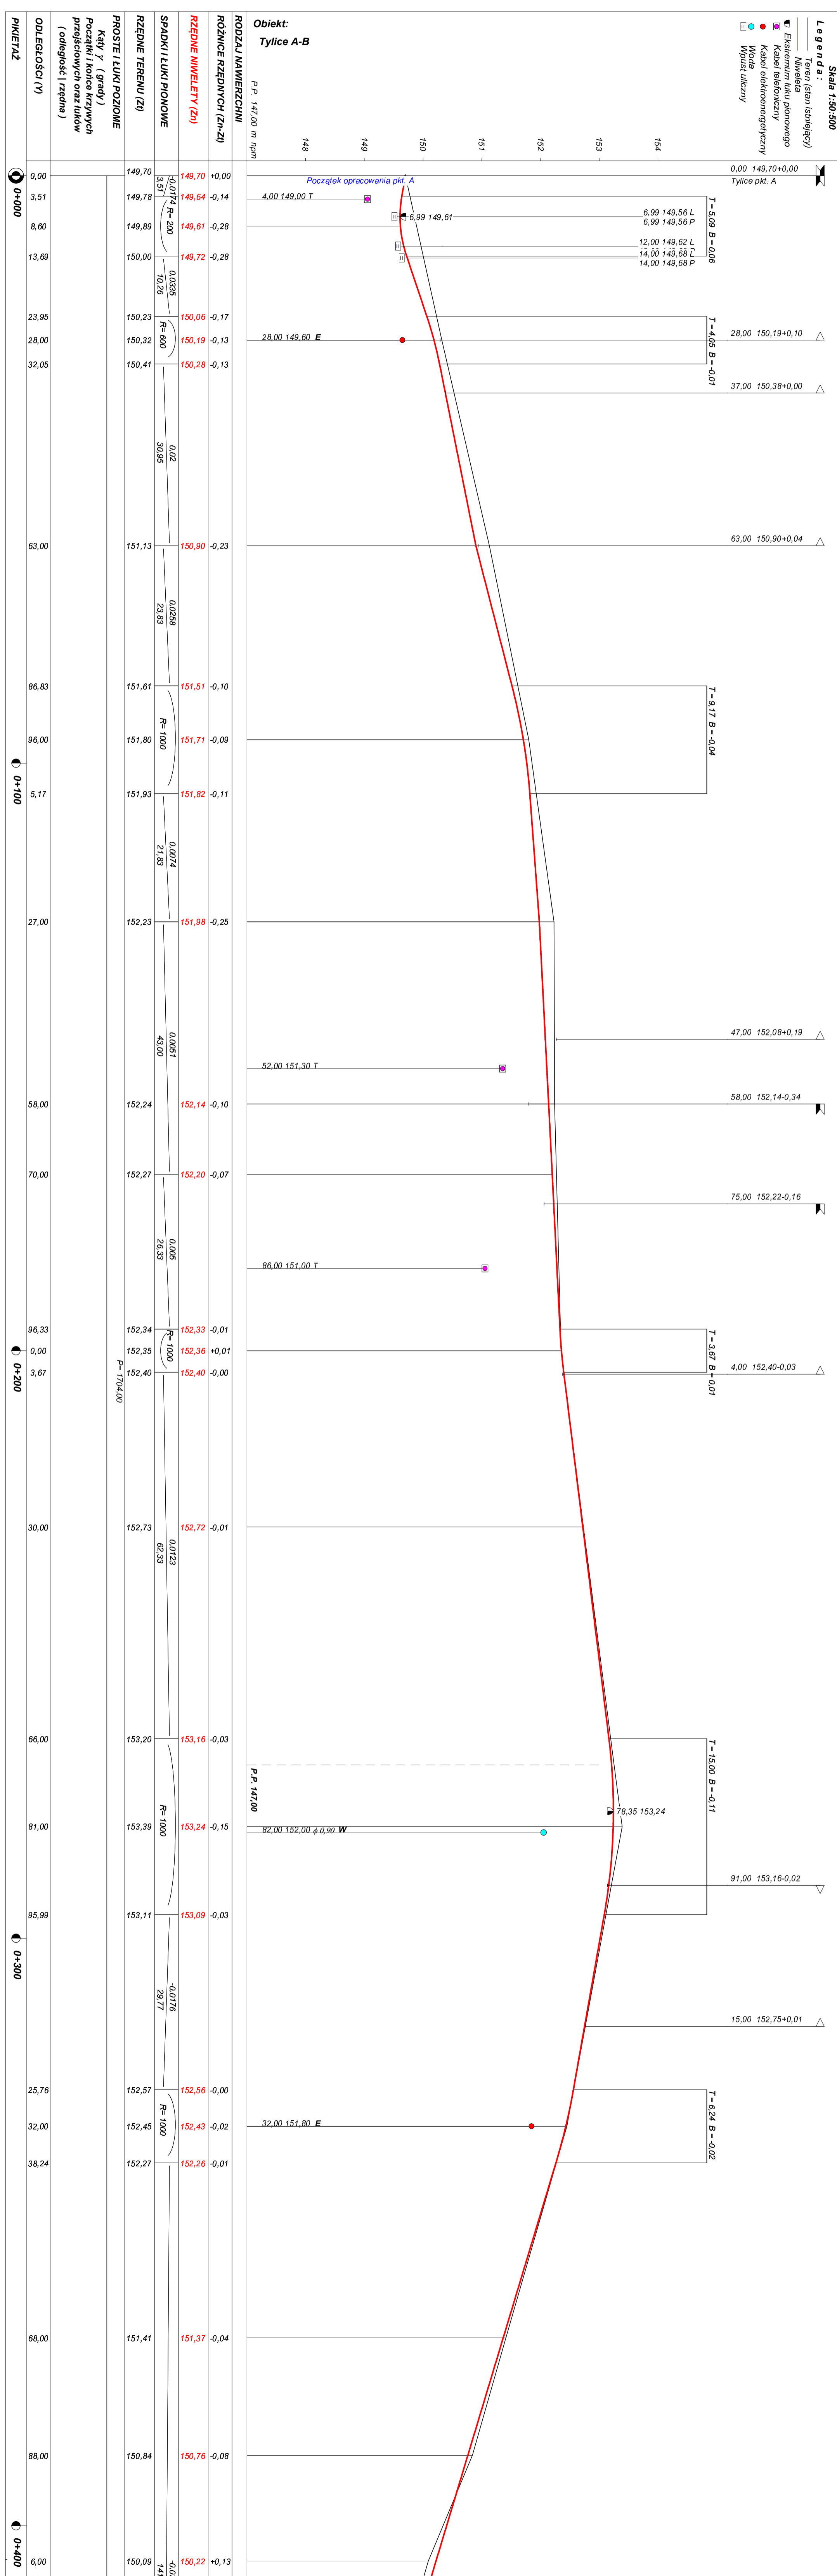 Skala 1:50:500
L e g e n d a :
Teren (stan istniejący)
Niweleta
Ekstremum łuku pionowego
Kabel telefoniczny
Kabel elektroenergetyczny
Woda
Wpust uliczny
Obiekt:
Tylice A-B
P.P. 147,00 m npm
148
149
150
151
152
153
154
RODZAJ NAWIERZCHNI
RÓŻNICE RZĘDNYCH (Zn-Zt)
RZĘDNE NIWELETY (Zn)
SPADKI I ŁUKI PIONOWE
RZĘDNE TERENU (Zt)
PROSTE I ŁUKI POZIOME
Kąty γ (grady)
Początki i końce krzywych
przejściowych oraz łuków
( odległość | rzędna )
ODLEGŁOŚCI (Y)
PIKIETAŻ
0,00 149,70+0,00
Tylice pkt. A
Początek opracowania pkt. A
4,00 149,00 T
6,99 149,61
6,99 149,56 L
6,99 149,56 P
12,00 149,62 L
14,00 149,68 L
14,00 149,68 P
T = 5,09 B = 0,06
T = 4,05 B = -0,01
28,00 149,60 E
28,00 150,19+0,10
37,00 150,38+0,00
63,00 150,90+0,04
T = 9,17 B = -0,04
47,00 152,08+0,19
52,00 151,30 T
58,00 152,14-0,34
75,00 152,22-0,16
86,00 151,00 T
T = 3,67 B = 0,01
4,00 152,40-0,03
T = 15,00 B = -0,11
P.P. 147,00
78,35 153,24
82,00 152,00 ϕ 0,90 W
91,00 153,16-0,02
15,00 152,75+0,01
T = 6,24 B = -0,02
32,00 151,80 E
0,00 149,70 149,70 +0,00
3,51 149,78 149,64 -0,14
8,60 149,89 149,61 -0,28
13,69 150,00 149,72 -0,28
23,95 150,23 150,06 -0,17
28,00 150,32 150,19 -0,13
32,05 150,41 150,28 -0,13
63,00 151,13 150,90 -0,23
86,83 151,61 151,51 -0,10
96,00 151,80 151,71 -0,09
5,17 151,93 151,82 -0,11
27,00 152,23 151,98 -0,25
58,00 152,24 152,14 -0,10
70,00 152,27 152,20 -0,07
96,33 152,34 152,33 -0,01
0,00 152,35 152,36 +0,01
3,67 152,40 152,40 -0,00
30,00 152,73 152,72 -0,01
66,00 153,20 153,16 -0,03
81,00 153,39 153,24 -0,15
95,99 153,11 153,09 -0,03
25,76 152,57 152,56 -0,00
32,00 152,45 152,43 -0,02
38,24 152,27 152,26 -0,01
68,00 151,41 151,37 -0,04
88,00 150,84 150,76 -0,08
6,00 150,09 150,22 +0,13
-0.0174
3,51
R= 200
0.0335
10,26
R= 600
0.02
30,95
0.0258
23,83
R= 1000
0.0074
21,83
0.0051
43,00
0.005
26,33
R= 1000
0.0123
62,33
R= 1000
-0.0176
29,77
R= 1000
P= 1704,00
0+000
0+100
0+200
0+300
0+400